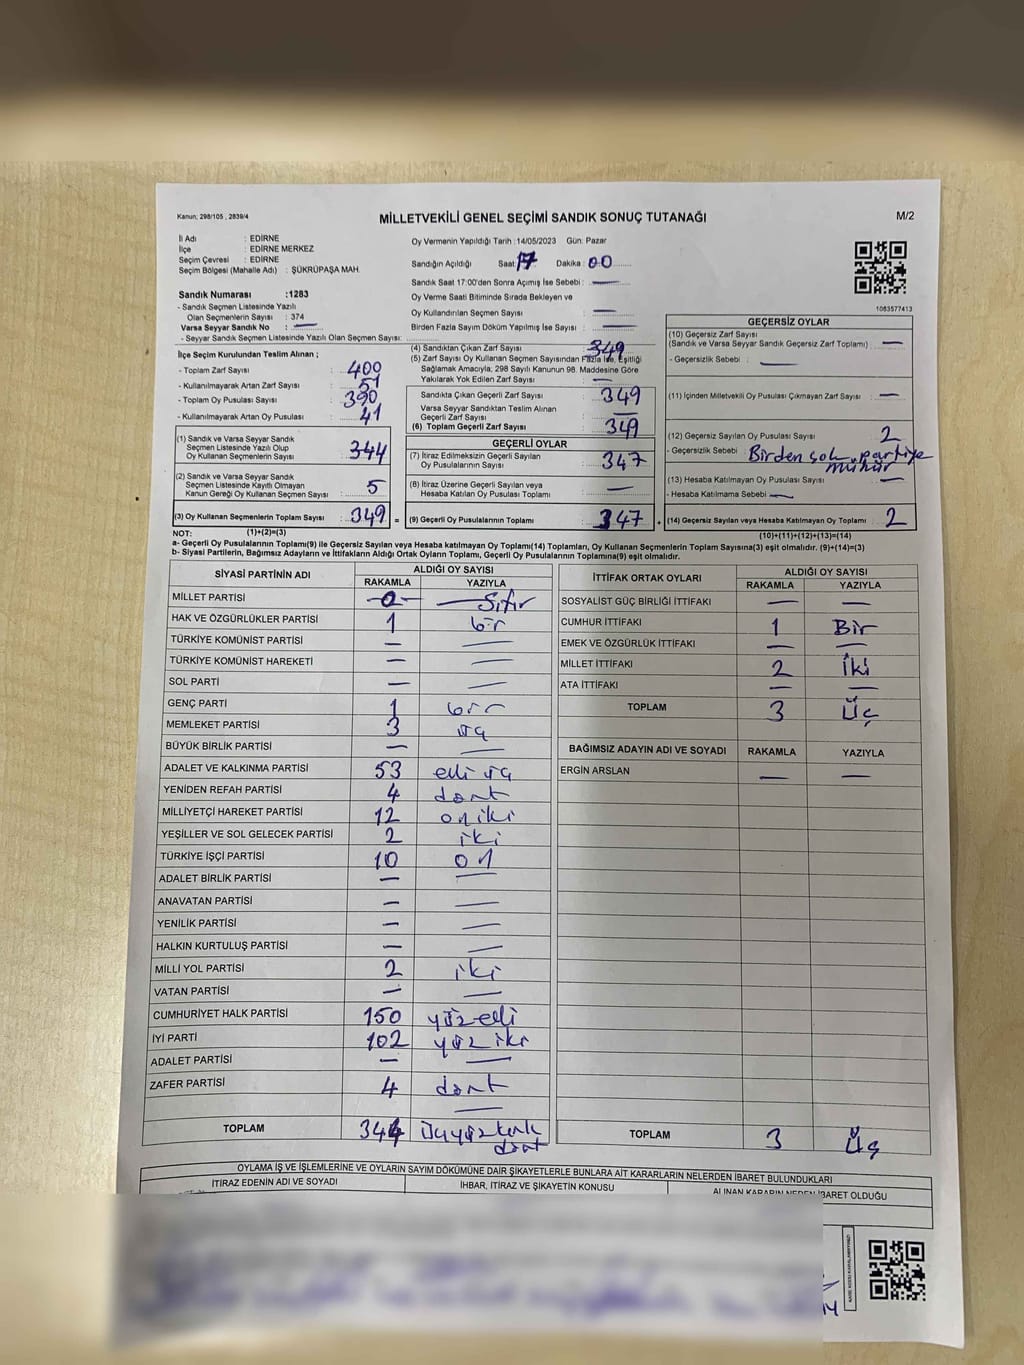 Kanun; 298/105 , 2839/4
MİLLETVEKİLİ GENEL SEÇİMİ SANDIK SONUÇ TUTANAĞI
M/2
İl Adı : EDİRNE
İlçe : EDİRNE MERKEZ
Seçim Çevresi : EDİRNE
Seçim Bölgesi (Mahalle Adı) : ŞÜKRÜPAŞA MAH.
Sandık Numarası :1283
- Sandık Seçmen Listesinde Yazılı
Olan Seçmenlerin Sayısı : 374
Varsa Seyyar Sandık No : —
- Seyyar Sandık Seçmen Listesinde Yazılı Olan Seçmen Sayısı:
Oy Vermenin Yapıldığı Tarih :14/05/2023 Gün: Pazar
Sandığın Açıldığı Saat: 17 Dakika : 00
Sandık Saat 17:00'den Sonra Açımış İse Sebebi : —
Oy Verme Saati Bitiminde Sırada Bekleyen ve
Oy Kullandırılan Seçmen Sayısı : —
Birden Fazla Sayım Döküm Yapılmış İse Sayısı : —
1083577413
İlçe Seçim Kurulundan Teslim Alınan ;
- Toplam Zarf Sayısı : 400
- Kullanılmayarak Artan Zarf Sayısı : 51
- Toplam Oy Pusulası Sayısı : 390
- Kullanılmayarak Artan Oy Pusulası : 41
(1) Sandık ve Varsa Seyyar Sandık
Seçmen Listesinde Yazılı Olup
Oy Kullanan Seçmenlerin Sayısı : 344
(2) Sandık ve Varsa Seyyar Sandık
Seçmen Listesinde Kayıtlı Olmayan
Kanun Gereği Oy Kullanan Seçmen Sayısı : 5
(3) Oy Kullanan Seçmenlerin Toplam Sayısı : 349 =
(4) Sandıktan Çıkan Zarf Sayısı : 349
(5) Zarf Sayısı Oy Kullanan Seçmen Sayısından Fazla İse, Eşitliği
Sağlamak Amacıyla; 298 Sayılı Kanunun 98. Maddesine Göre
Yakılarak Yok Edilen Zarf Sayısı : —
Sandıkta Çıkan Geçerli Zarf Sayısı : 349
Varsa Seyyar Sandıktan Teslim Alınan
Geçerli Zarf Sayısı : —
(6) Toplam Geçerli Zarf Sayısı : 349
GEÇERLİ OYLAR
(7) İtiraz Edilmeksizin Geçerli Sayılan
Oy Pusulalarının Sayısı : 347
(8) İtiraz Üzerine Geçerli Sayılan veya
Hesaba Katılan Oy Pusulası Toplamı : —
(9) Geçerli Oy Pusulalarının Toplamı : 347 +
GEÇERSİZ OYLAR
(10) Geçersiz Zarf Sayısı
(Sandık ve Varsa Seyyar Sandık Geçersiz Zarf Toplamı) : —
- Geçersizlik Sebebi : —
(11) İçinden Milletvekili Oy Pusulası Çıkmayan Zarf Sayısı : —
(12) Geçersiz Sayılan Oy Pusulası Sayısı : 2
- Geçersizlik Sebebi : Birden çok partiye
mühür
(13) Hesaba Katılmayan Oy Pusulası Sayısı : —
- Hesaba Katılmama Sebebi : —
(14) Geçersiz Sayılan veya Hesaba Katılmayan Oy Toplamı : 2
NOT: (1)+(2)=(3) (10)+(11)+(12)+(13)=(14)
a- Geçerli Oy Pusulalarının Toplamı(9) ile Geçersiz Sayılan veya Hesaba Katılmayan Oy Toplamı(14) Toplamları, Oy Kullanan Seçmenlerin Toplam Sayısına(3) eşit olmalıdır. (9)+(14)=(3)
b- Siyasi Partilerin, Bağımsız Adayların ve İttifakların Aldığı Ortak Oyların Toplamı, Geçerli Oy Pusulalarının Toplamına(9) eşit olmalıdır.
SİYASİ PARTİNİN ADI ALDIĞI OY SAYISI
RAKAMLA YAZIYLA
MİLLET PARTİSİ —0— —Sıfır
HAK VE ÖZGÜRLÜKLER PARTİSİ 1 bir
TÜRKİYE KOMÜNİST PARTİSİ — —
TÜRKİYE KOMÜNİST HAREKETİ — —
SOL PARTİ — —
GENÇ PARTİ 1 bir
MEMLEKET PARTİSİ 3 üç
BÜYÜK BİRLİK PARTİSİ — —
ADALET VE KALKINMA PARTİSİ 53 elli üç
YENİDEN REFAH PARTİSİ 4 dört
MİLLİYETÇİ HAREKET PARTİSİ 12 on iki
YEŞİLLER VE SOL GELECEK PARTİSİ 2 iki
TÜRKİYE İŞÇİ PARTİSİ 10 on
ADALET BİRLİK PARTİSİ — —
ANAVATAN PARTİSİ — —
YENİLİK PARTİSİ — —
HALKIN KURTULUŞ PARTİSİ — —
MİLLİ YOL PARTİSİ 2 iki
VATAN PARTİSİ — —
CUMHURİYET HALK PARTİSİ 150 yüz elli
İYİ PARTİ 102 yüz iki
ADALET PARTİSİ — —
ZAFER PARTİSİ 4 dört
—
TOPLAM 344 üçyüz kırk
dört
İTTİFAK ORTAK OYLARI ALDIĞI OY SAYISI
RAKAMLA YAZIYLA
SOSYALİST GÜÇ BİRLİĞİ İTTİFAKI — —
CUMHUR İTTİFAKI 1 Bir
EMEK VE ÖZGÜRLÜK İTTİFAKI — —
MİLLET İTTİFAKI 2 İki
ATA İTTİFAKI — —
TOPLAM 3 Üç
BAĞIMSIZ ADAYIN ADI VE SOYADI RAKAMLA YAZIYLA
ERGİN ARSLAN — —
TOPLAM 3 Üç
OYLAMA İŞ VE İŞLEMLERİNE VE OYLARIN SAYIM DÖKÜMÜNE DAİR ŞİKAYETLERLE BUNLARA AİT KARARLARIN NELERDEN İBARET BULUNDUKLARI
İTİRAZ EDENİN ADI VE SOYADI İHBAR, İTİRAZ VE ŞİKAYETİN KONUSU ALINAN KARARIN NEDEN İBARET OLDUĞU